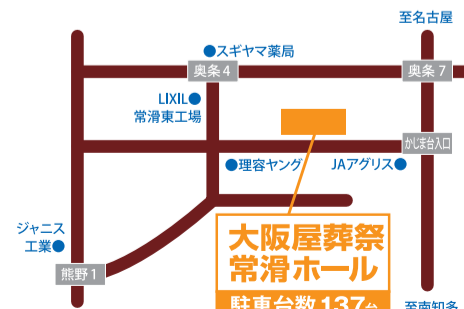 至名古屋
スギヤマ薬局
奥条4
奥条7
LIXIL
常滑東工場
かじま台入口
理容ヤング
JAアグリス
ジャニス
工業
熊野1
大阪屋葬祭
常滑ホール
駐車台数137台
至南知多